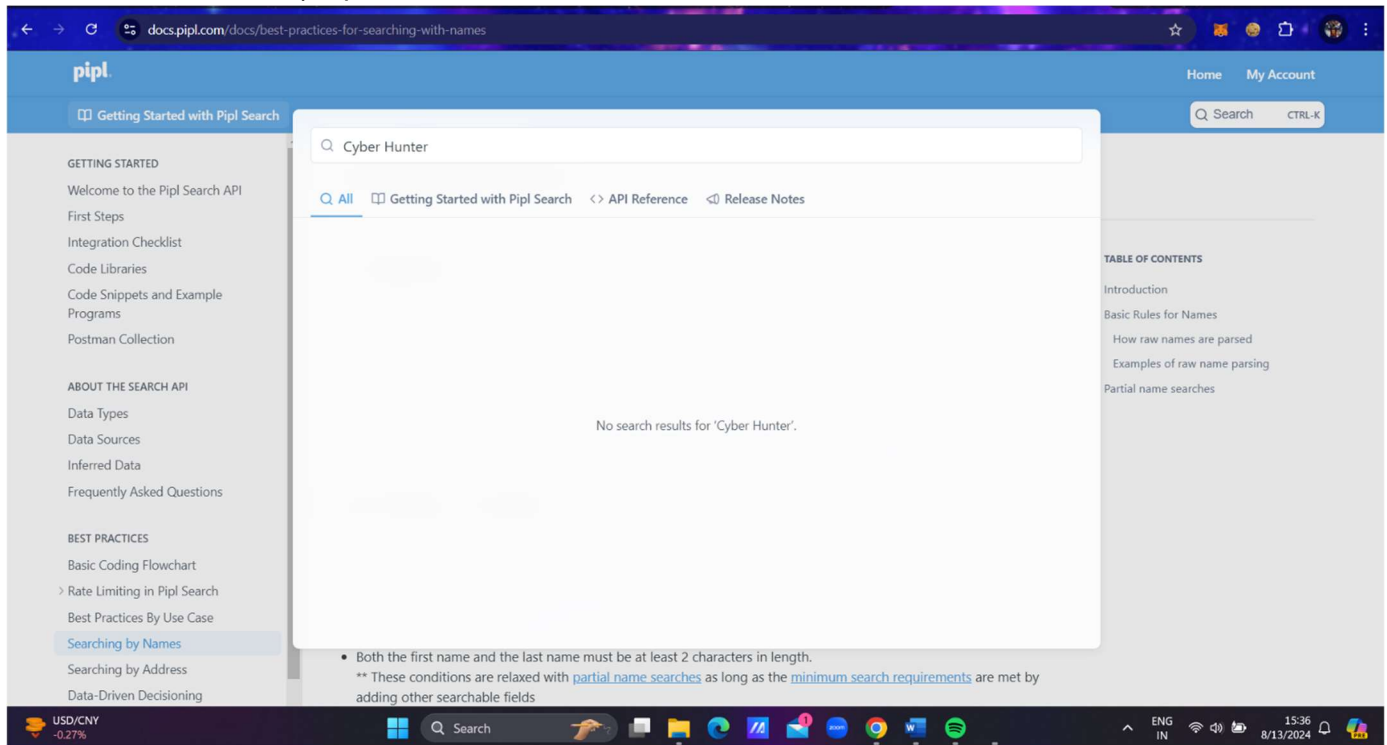 docs.pipl.com/docs/best-practices-for-searching-with-names
pipl.
Home My Account
Getting Started with Pipl Search
Search CTRL-K
GETTING STARTED
Welcome to the Pipl Search API
First Steps
Integration Checklist
Code Libraries
Code Snippets and Example
Programs
Postman Collection
ABOUT THE SEARCH API
Data Types
Data Sources
Inferred Data
Frequently Asked Questions
BEST PRACTICES
Basic Coding Flowchart
Rate Limiting in Pipl Search
Best Practices By Use Case
Searching by Names
Searching by Address
Data-Driven Decisioning
Cyber Hunter
All Getting Started with Pipl Search <> API Reference Release Notes
No search results for 'Cyber Hunter'.
• Both the first name and the last name must be at least 2 characters in length.
** These conditions are relaxed with partial name searches as long as the minimum search requirements are met by
adding other searchable fields
TABLE OF CONTENTS
Introduction
Basic Rules for Names
How raw names are parsed
Examples of raw name parsing
Partial name searches
USD/CNY
-0.27%
Search
1
zoom
ENG
IN
15:36
8/13/2024